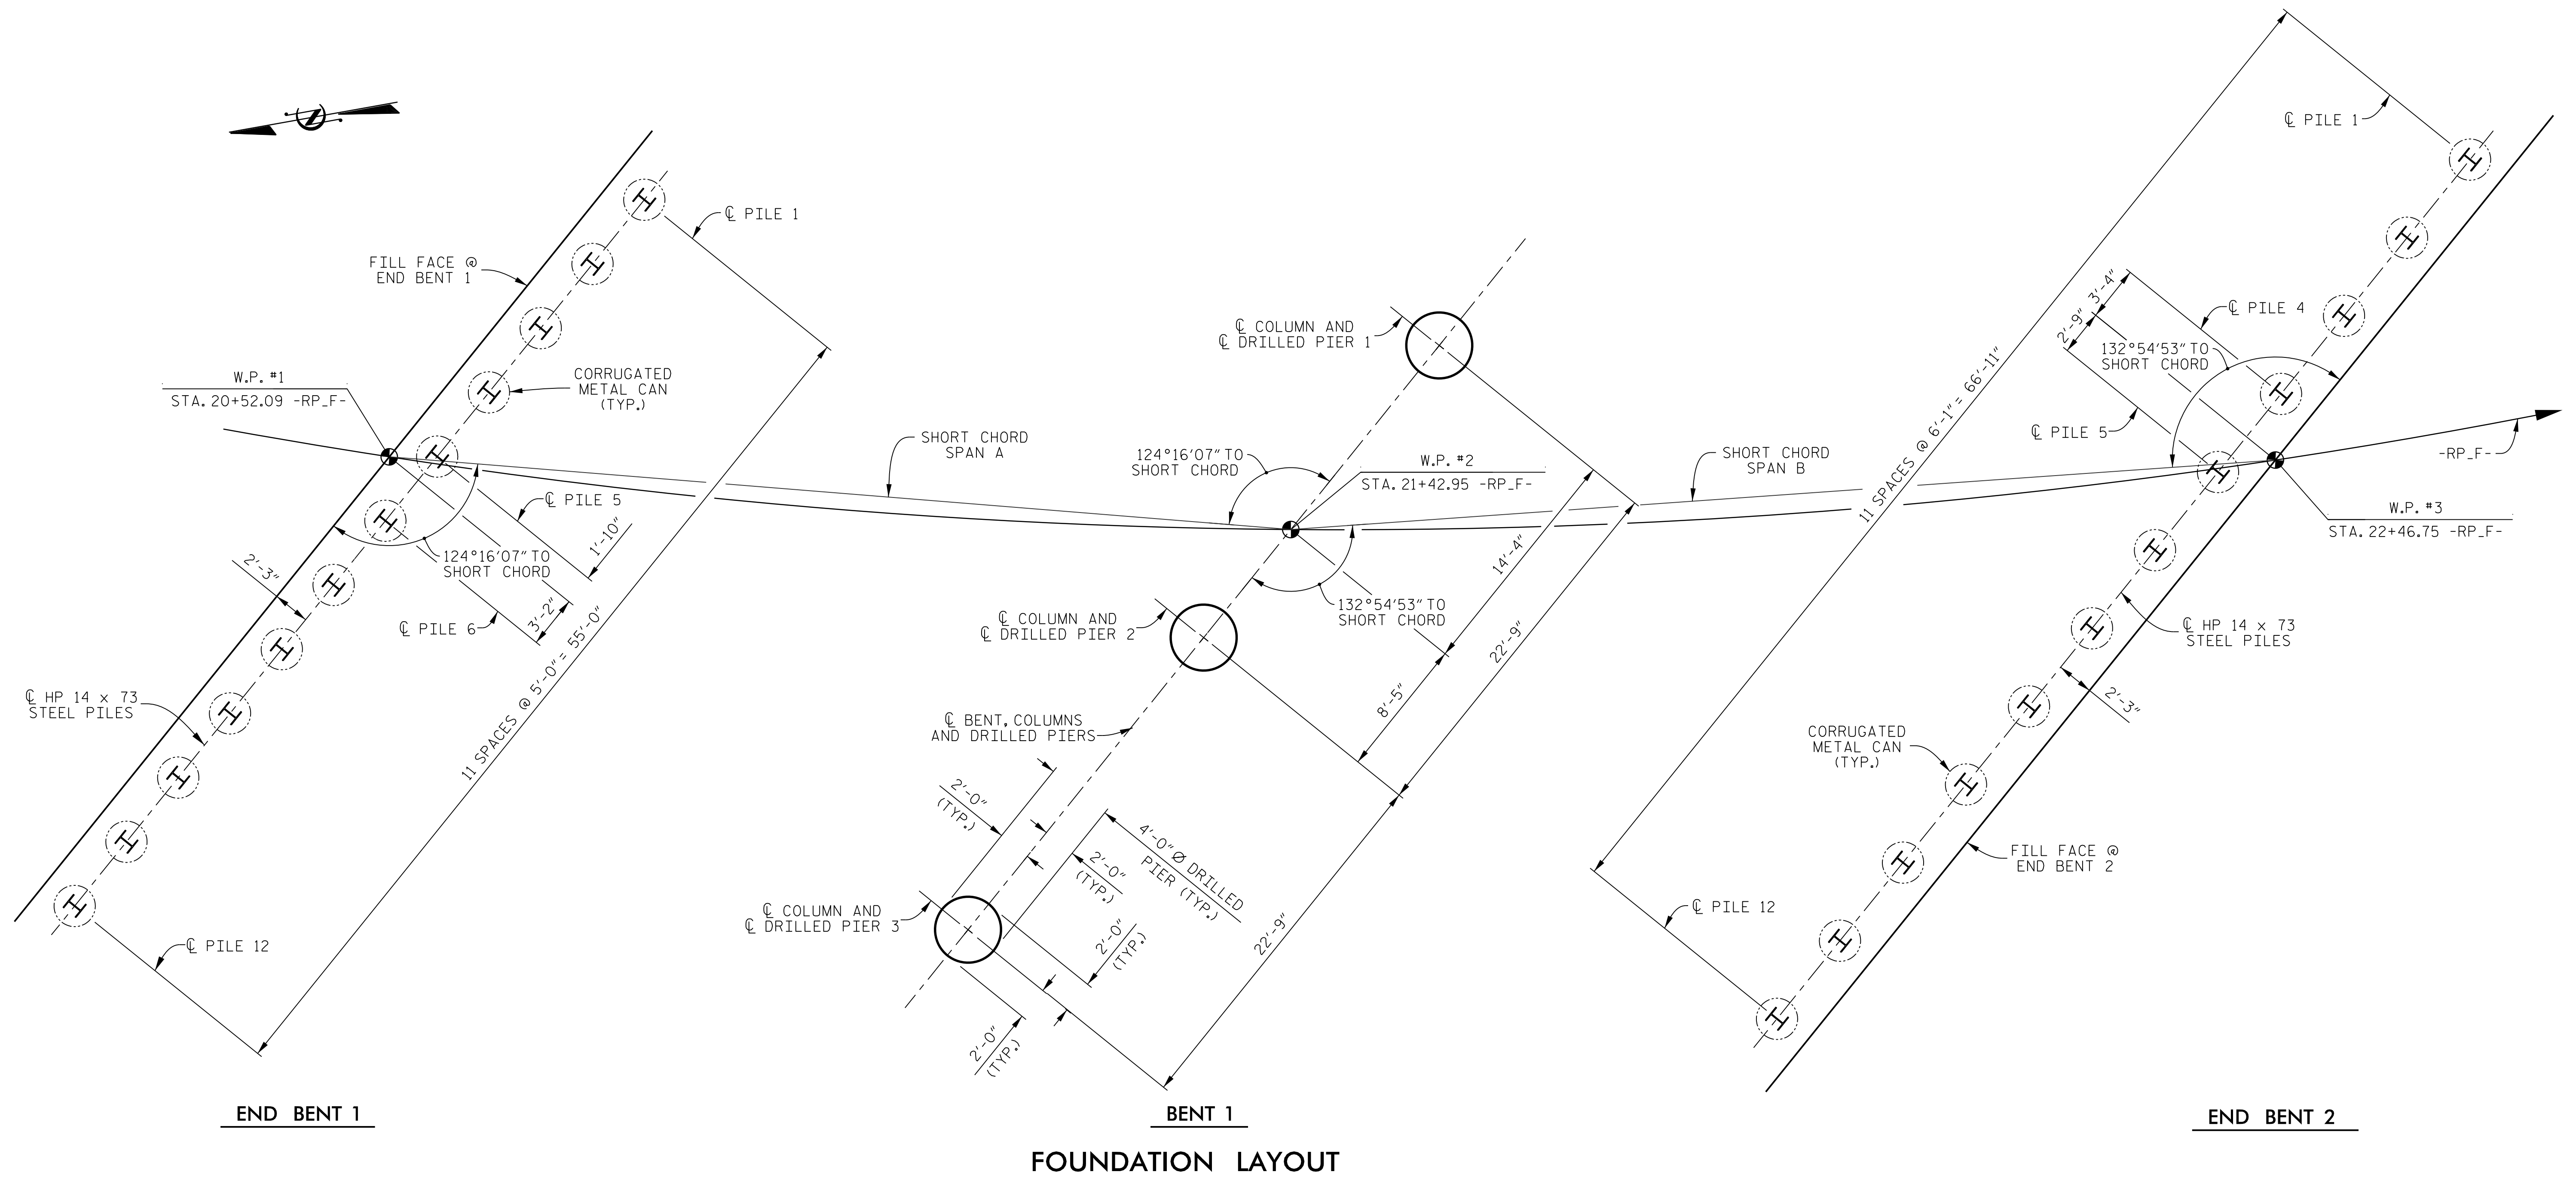 ℄ PILE 1
FILL FACE @
END BENT 1
W.P. #1
STA. 20+52.09 -RP_F-
CORRUGATED
METAL CAN
(TYP.)
℄ PILE 5
1'-10"
124°16'07" TO
SHORT CHORD
2'-3"
℄ PILE 6
3'-2"
11 SPACES @ 5'-0" = 55'-0"
℄ HP 14 x 73
STEEL PILES
℄ PILE 12
END BENT 1
SHORT CHORD
SPAN A
℄ COLUMN AND
℄ DRILLED PIER 1
124°16'07" TO
SHORT CHORD
W.P. #2
STA. 21+42.95 -RP_F-
14'-4"
22'-9"
132°54'53" TO
SHORT CHORD
℄ COLUMN AND
℄ DRILLED PIER 2
8'-5"
℄ BENT, COLUMNS
AND DRILLED PIERS
2'-0"
(TYP.)
4'-0" Ø DRILLED
PIER (TYP.)
2'-0"
(TYP.)
2'-0"
(TYP.)
℄ COLUMN AND
℄ DRILLED PIER 3
22'-9"
2'-0"
(TYP.)
BENT 1
SHORT CHORD
SPAN B
℄ PILE 1
3'-4"
2'-9"
℄ PILE 4
132°54'53" TO
SHORT CHORD
11 SPACES @ 6'-1" = 66'-11"
℄ PILE 5
-RP_F-
W.P. #3
STA. 22+46.75 -RP_F-
℄ HP 14 x 73
STEEL PILES
2'-3"
CORRUGATED
METAL CAN
(TYP.)
FILL FACE @
END BENT 2
℄ PILE 12
END BENT 2
FOUNDATION LAYOUT